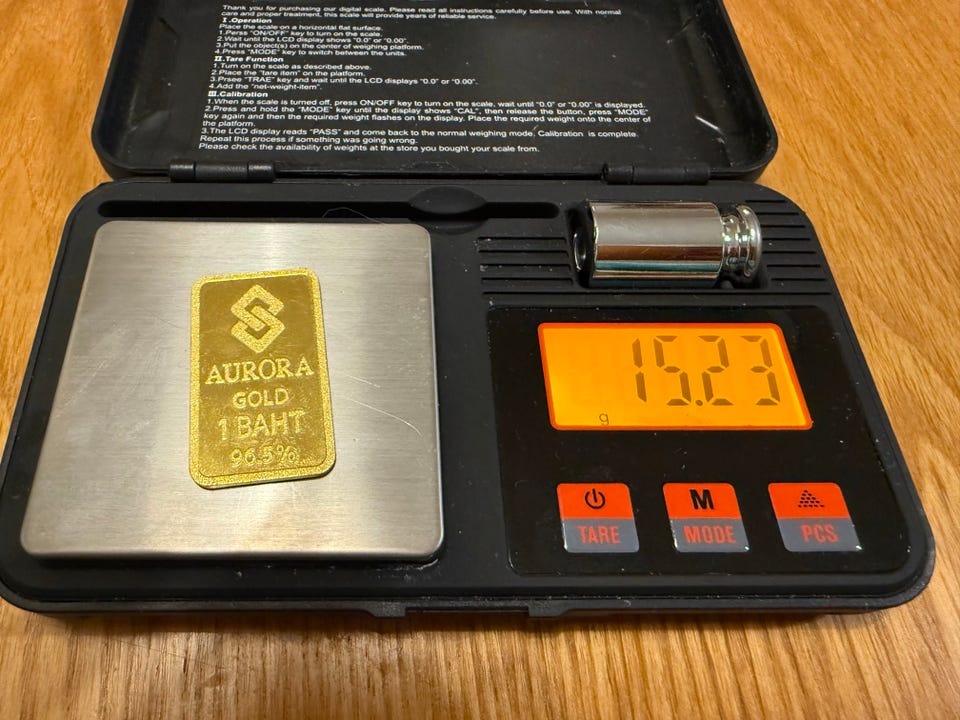 Thank you for purchasing our digital scale. Please read all instructions carefully before use. With normal
care and proper treatment, this scale will provide years of reliable service.
I.Operation
Place the scale on a horizontal flat surface.
1.Perss "ON/OFF" key to turn on the scale.
2.Wait until the LCD display shows "0.0" or "0.00".
3.Put the object(s) on the center of weighing platform.
4.Press "MODE" key to switch between the units.
II.Tare Function
1.Turn on the scale as described above.
2.Place the "tare item" on the platform.
3.Prsee "TRAE" key and wait until the LCD displays "0.0" or "0.00".
4.Add the "net-weight-item".
III.Calibration
1.When the scale is turned off, press ON/OFF key to turn on the scale, wait until "0.0" or "0.00" is displayed.
2.Press and hold the "MODE" key until the display shows "CAL", then release the button, press "MODE"
key again and then the required weight flashes on the display. Place the required weight onto the center of
the platform.
3.The LCD display reads "PASS" and come back to the normal weighing mode, Calibration is complete.
Repeat this process if something was going wrong.
Please check the availability of weights at the store you bought your scale from.
AURORA
GOLD
1 BAHT
96.5%
15.23
g
TARE
M
MODE
PCS